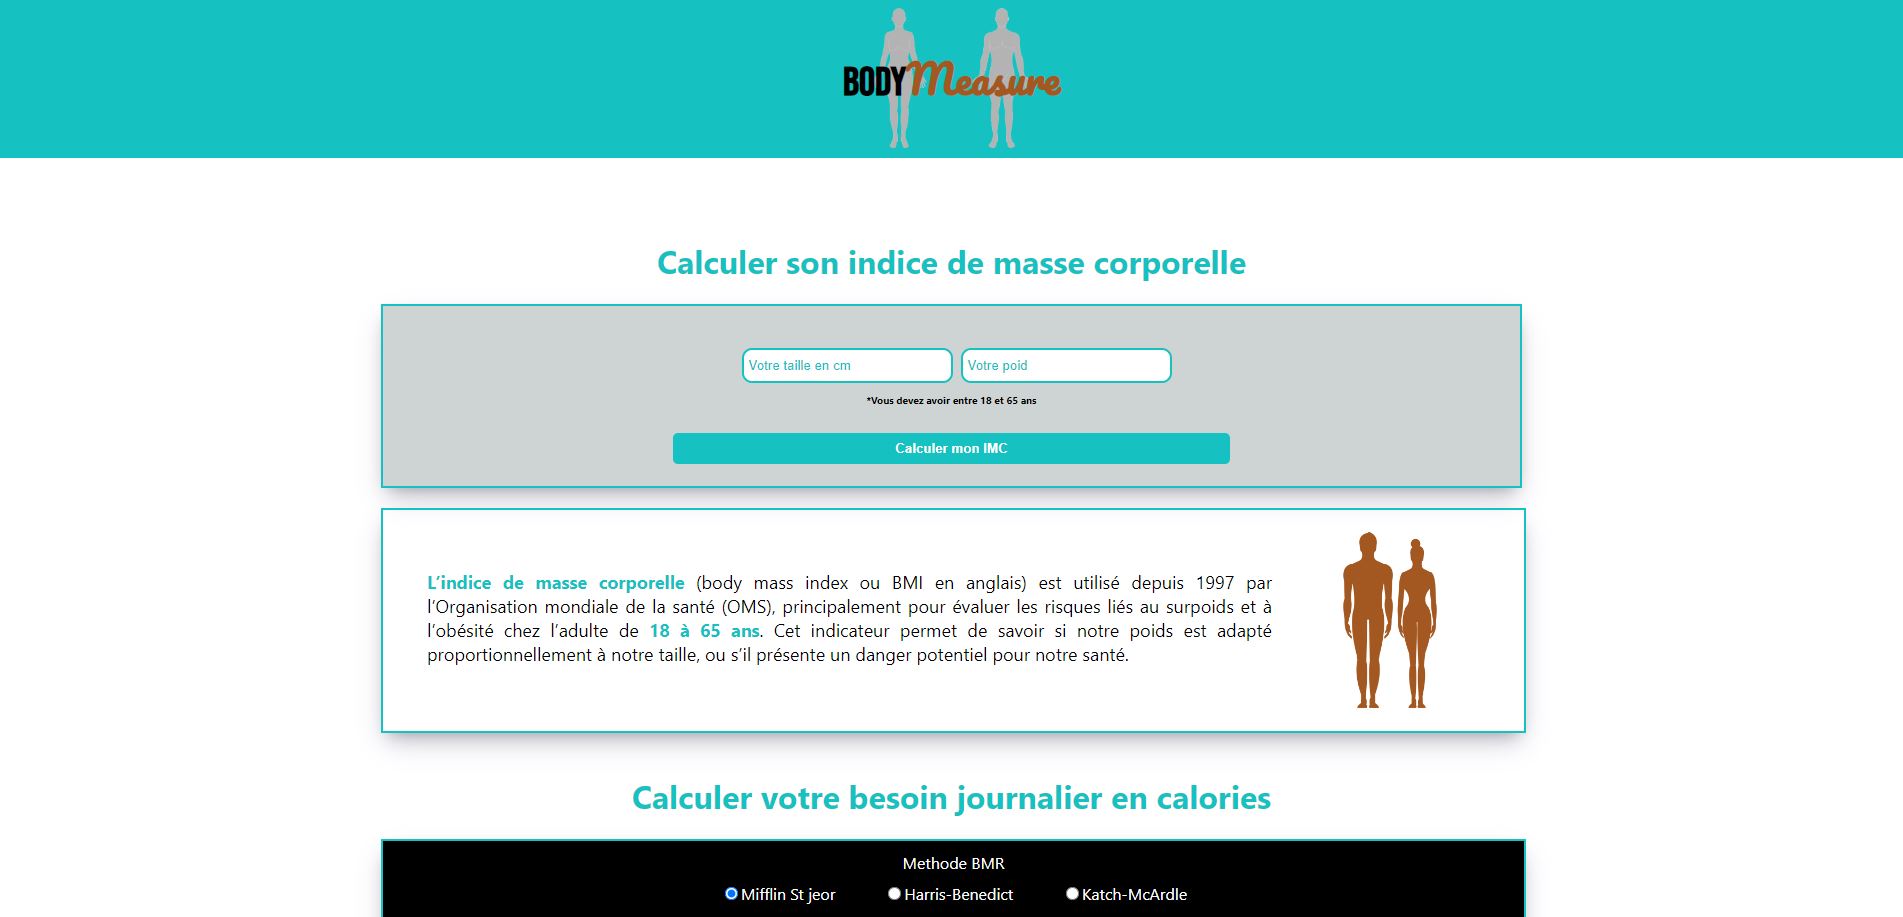 BODY Measure
Calculer son indice de masse corporelle
Votre taille en cm Votre poid
*Vous devez avoir entre 18 et 65 ans
Calculer mon IMC
L’indice de masse corporelle (body mass index ou BMI en anglais) est utilisé depuis 1997 par
l’Organisation mondiale de la santé (OMS), principalement pour évaluer les risques liés au surpoids et à
l’obésité chez l’adulte de 18 à 65 ans. Cet indicateur permet de savoir si notre poids est adapté
proportionnellement à notre taille, ou s’il présente un danger potentiel pour notre santé.
Calculer votre besoin journalier en calories
Methode BMR
Mifflin St jeor Harris-Benedict Katch-McArdle